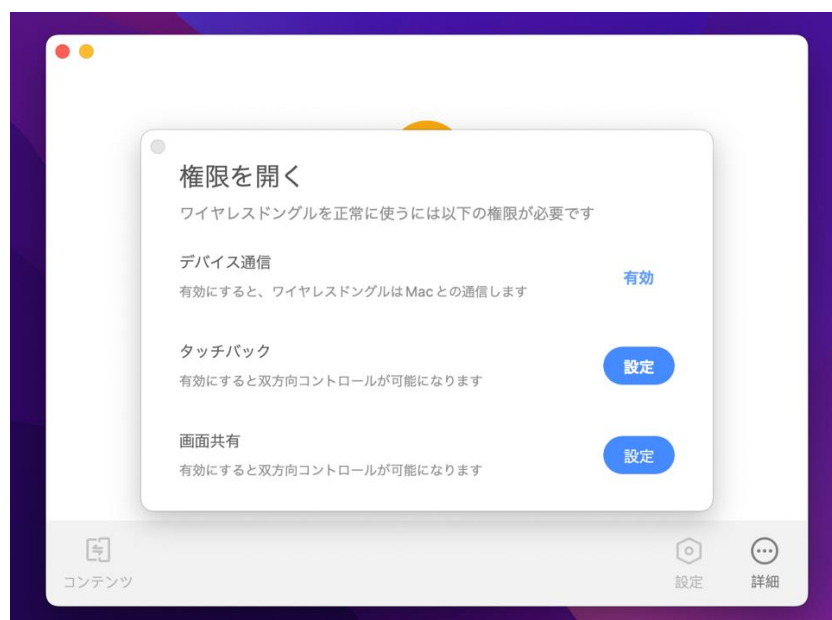 権限を開く
ワイヤレスドングルを正常に使うには以下の権限が必要です
デバイス通信
有効にすると、ワイヤレスドングルはMacとの通信します
有効
タッチバック
有効にすると双方向コントロールが可能になります
設定
画面共有
有効にすると双方向コントロールが可能になります
設定
コンテンツ
設定
詳細